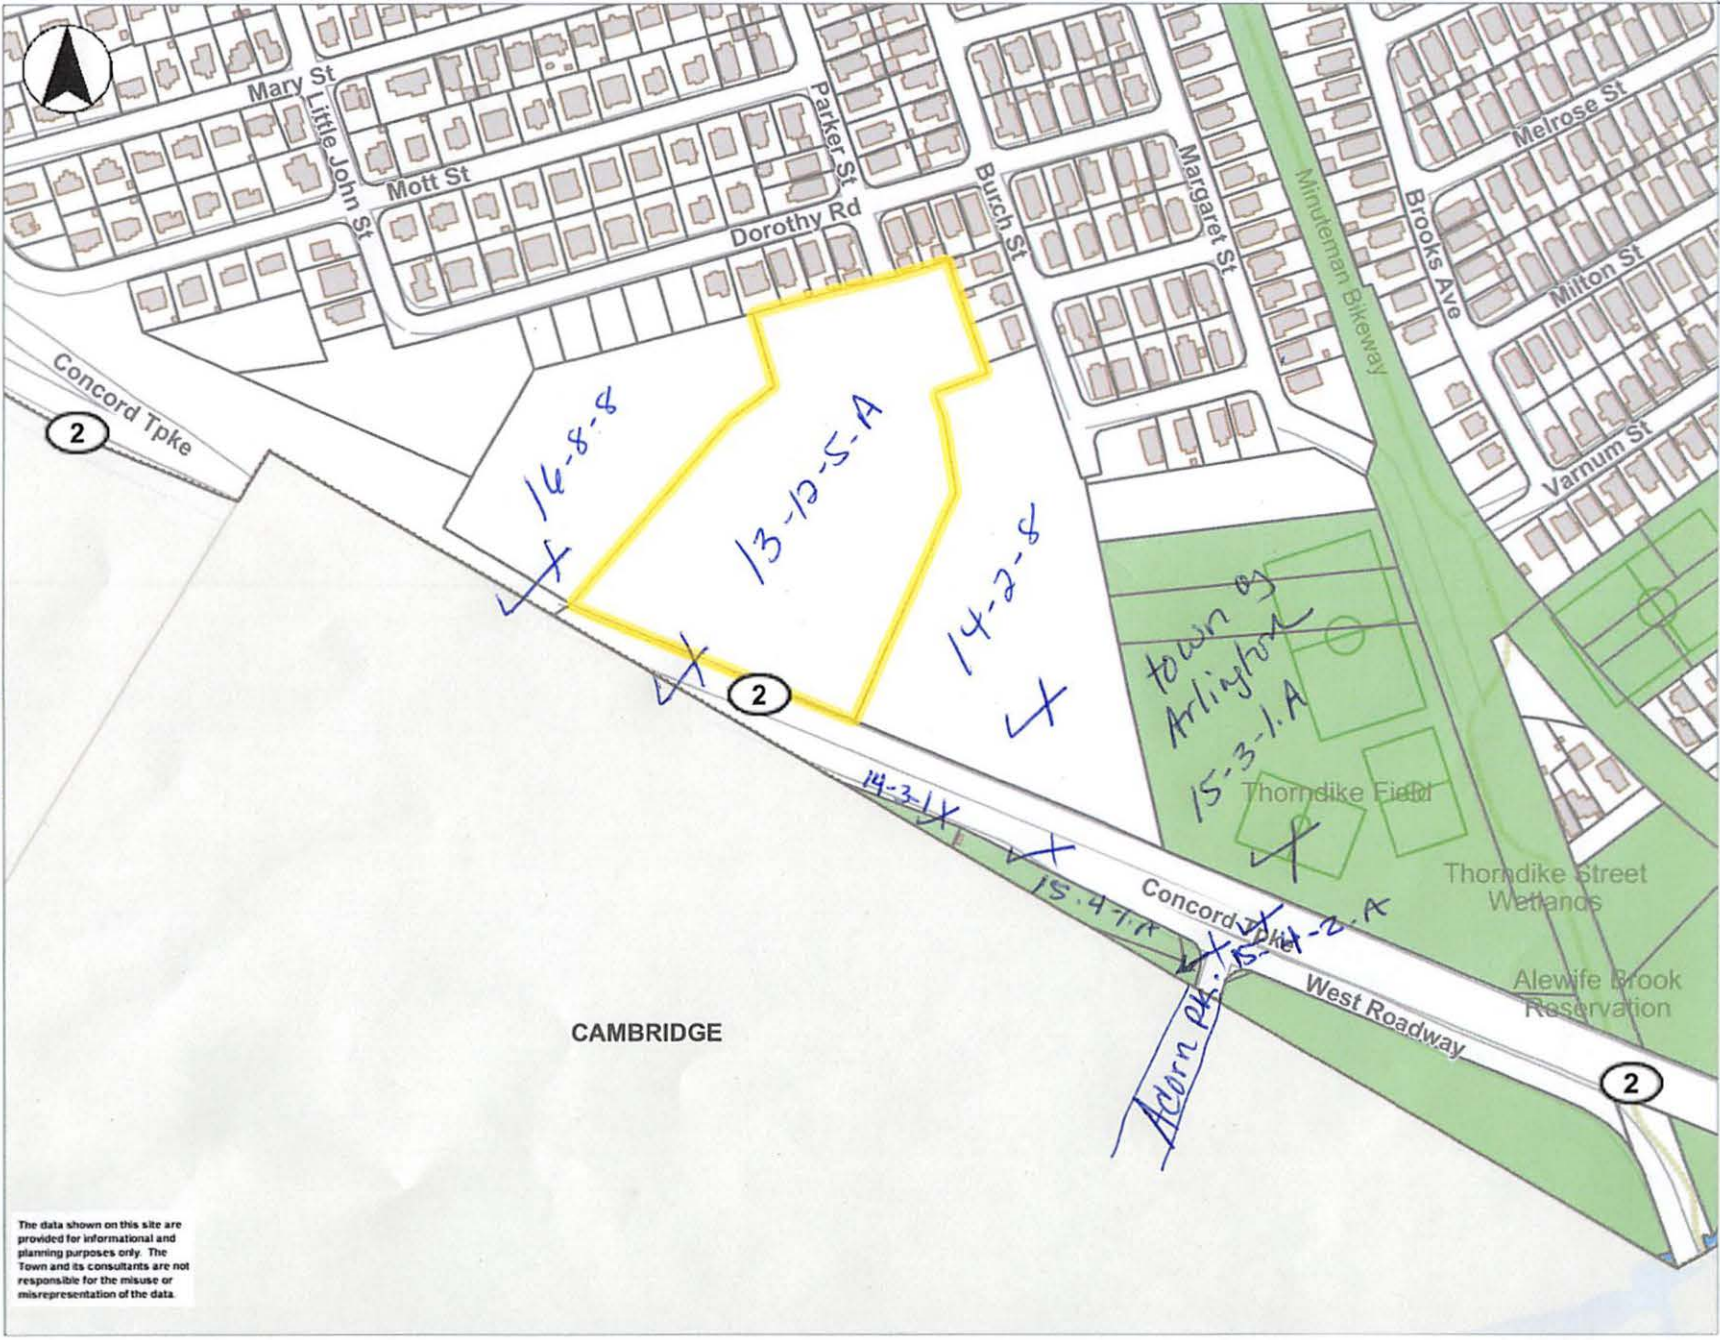 Mary St
Little John St
Mott St
Parker St
Dorothy Rd
Burch St
Margaret St
Minuteman Bikeway
Brooks Ave
Melrose St
Milton St
Varnum St
Concord Tpke
2
16-8-8
13-12-5-A
14-2-8
town of
Arlington
15-3-1.A
2
Thorndike Field
14-3-1
15-4-1.A
Concord Tpke
15-4-2.A
Thorndike Street
Wetlands
Alewife Brook
Reservation
West Roadway
Acorn PK.
2
CAMBRIDGE
The data shown on this site are
provided for informational and
planning purposes only. The
Town and its consultants are not
responsible for the misuse or
misrepresentation of the data.